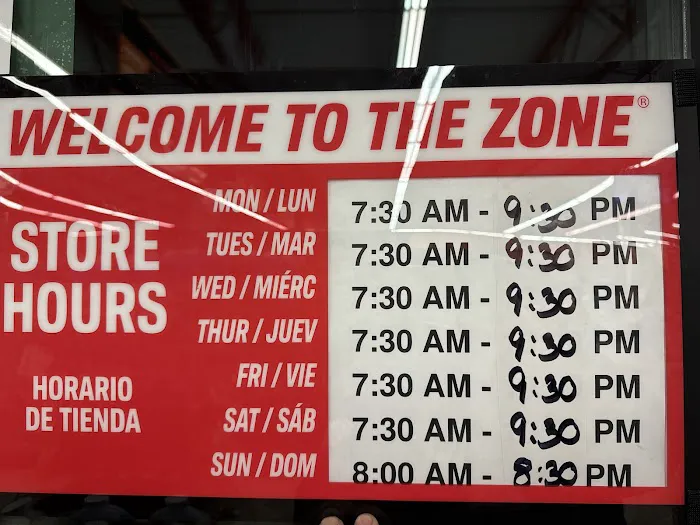 WELCOME TO THE ZONE®
STORE
HOURS
HORARIO
DE TIENDA
MON / LUN 7:30 AM - 9:30 PM
TUES / MAR 7:30 AM - 9:30 PM
WED / MIÉRC 7:30 AM - 9:30 PM
THUR / JUEV 7:30 AM - 9:30 PM
FRI / VIE 7:30 AM - 9:30 PM
SAT / SÁB 7:30 AM - 9:30 PM
SUN / DOM 8:00 AM - 8:30 PM